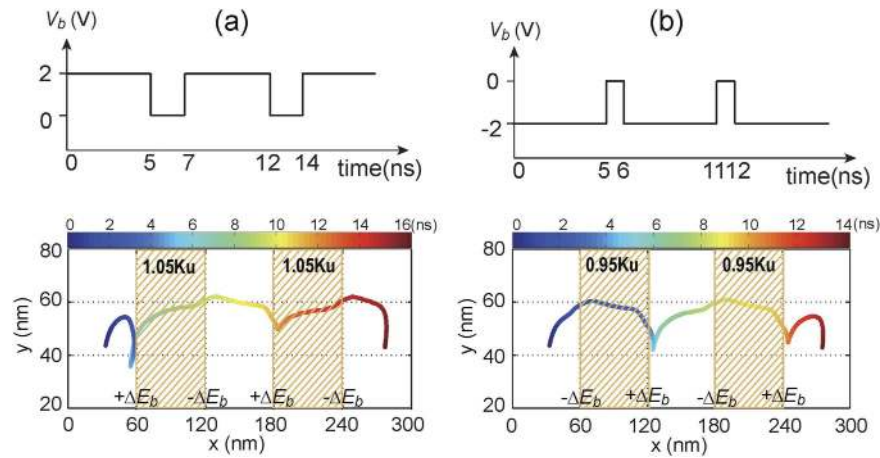 (a)
V_b (V)
2
0
0 5 7 12 14
time(ns)
(b)
V_b (V)
0
-2
0 5 6 1112
time(ns)
0 2 4 6 8 10 12 14 16(ns)
80
60
40
20
y (nm)
1.05Ku 1.05Ku
+ΔE_b -ΔE_b +ΔE_b -ΔE_b
0 60 120 180 240 300
x (nm)
0 2 4 6 8 10 12 14(ns)
80
60
40
20
y (nm)
0.95Ku 0.95Ku
-ΔE_b +ΔE_b -ΔE_b +ΔE_b
0 60 120 180 240 300
x (nm)